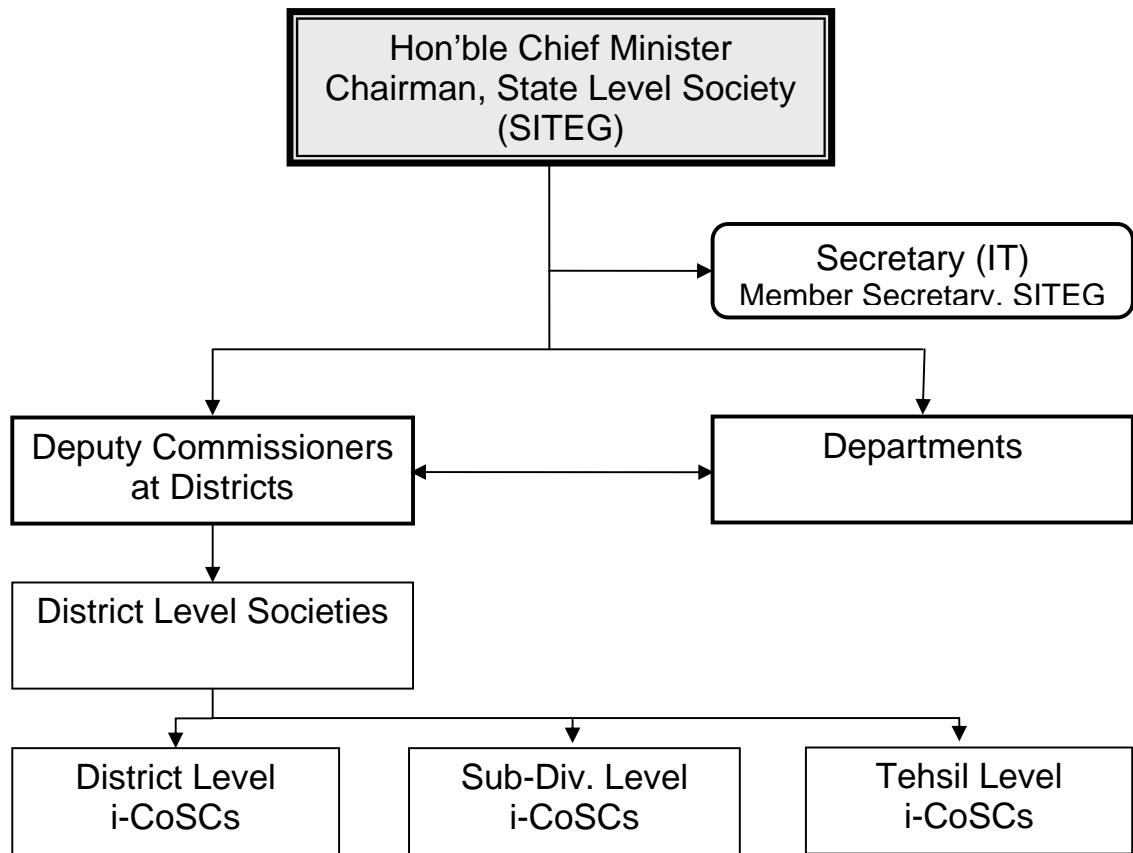 Hon’ble Chief Minister
Chairman, State Level Society
(SITEG)
Secretary (IT)
Member Secretary, SITEG
Deputy Commissioners
at Districts
Departments
District Level Societies
District Level
i-CoSCs
Sub-Div. Level
i-CoSCs
Tehsil Level
i-CoSCs